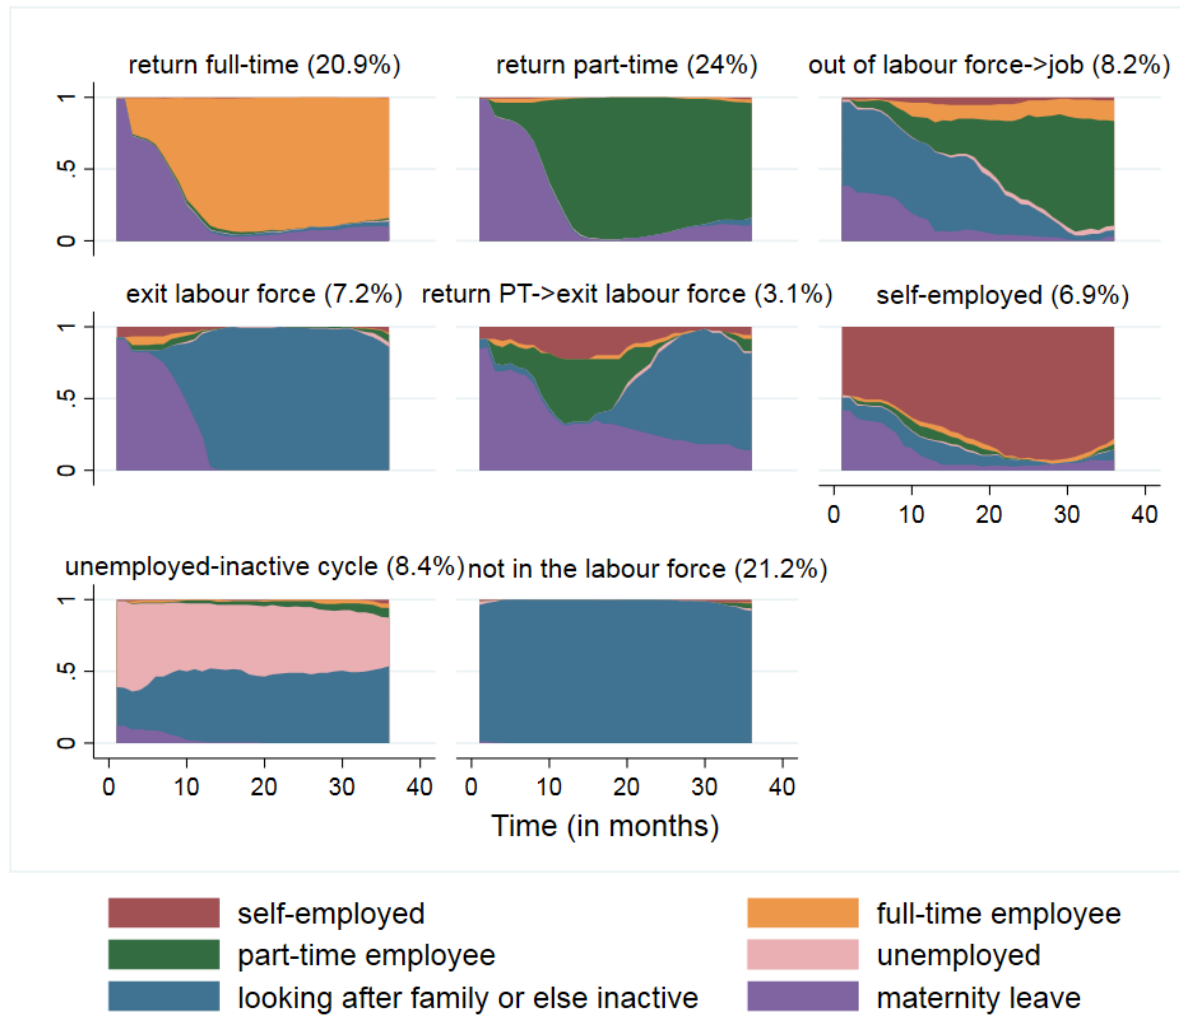 return full-time (20.9%) return part-time (24%) out of labour force->job (8.2%)
1
.5
0
exit labour force (7.2%) return PT->exit labour force (3.1%) self-employed (6.9%)
1
.5
0
0 10 20 30 40
unemployed-inactive cycle (8.4%) not in the labour force (21.2%)
1
.5
0
0 10 20 30 40 0 10 20 30 40
Time (in months)
self-employed full-time employee
part-time employee unemployed
looking after family or else inactive maternity leave